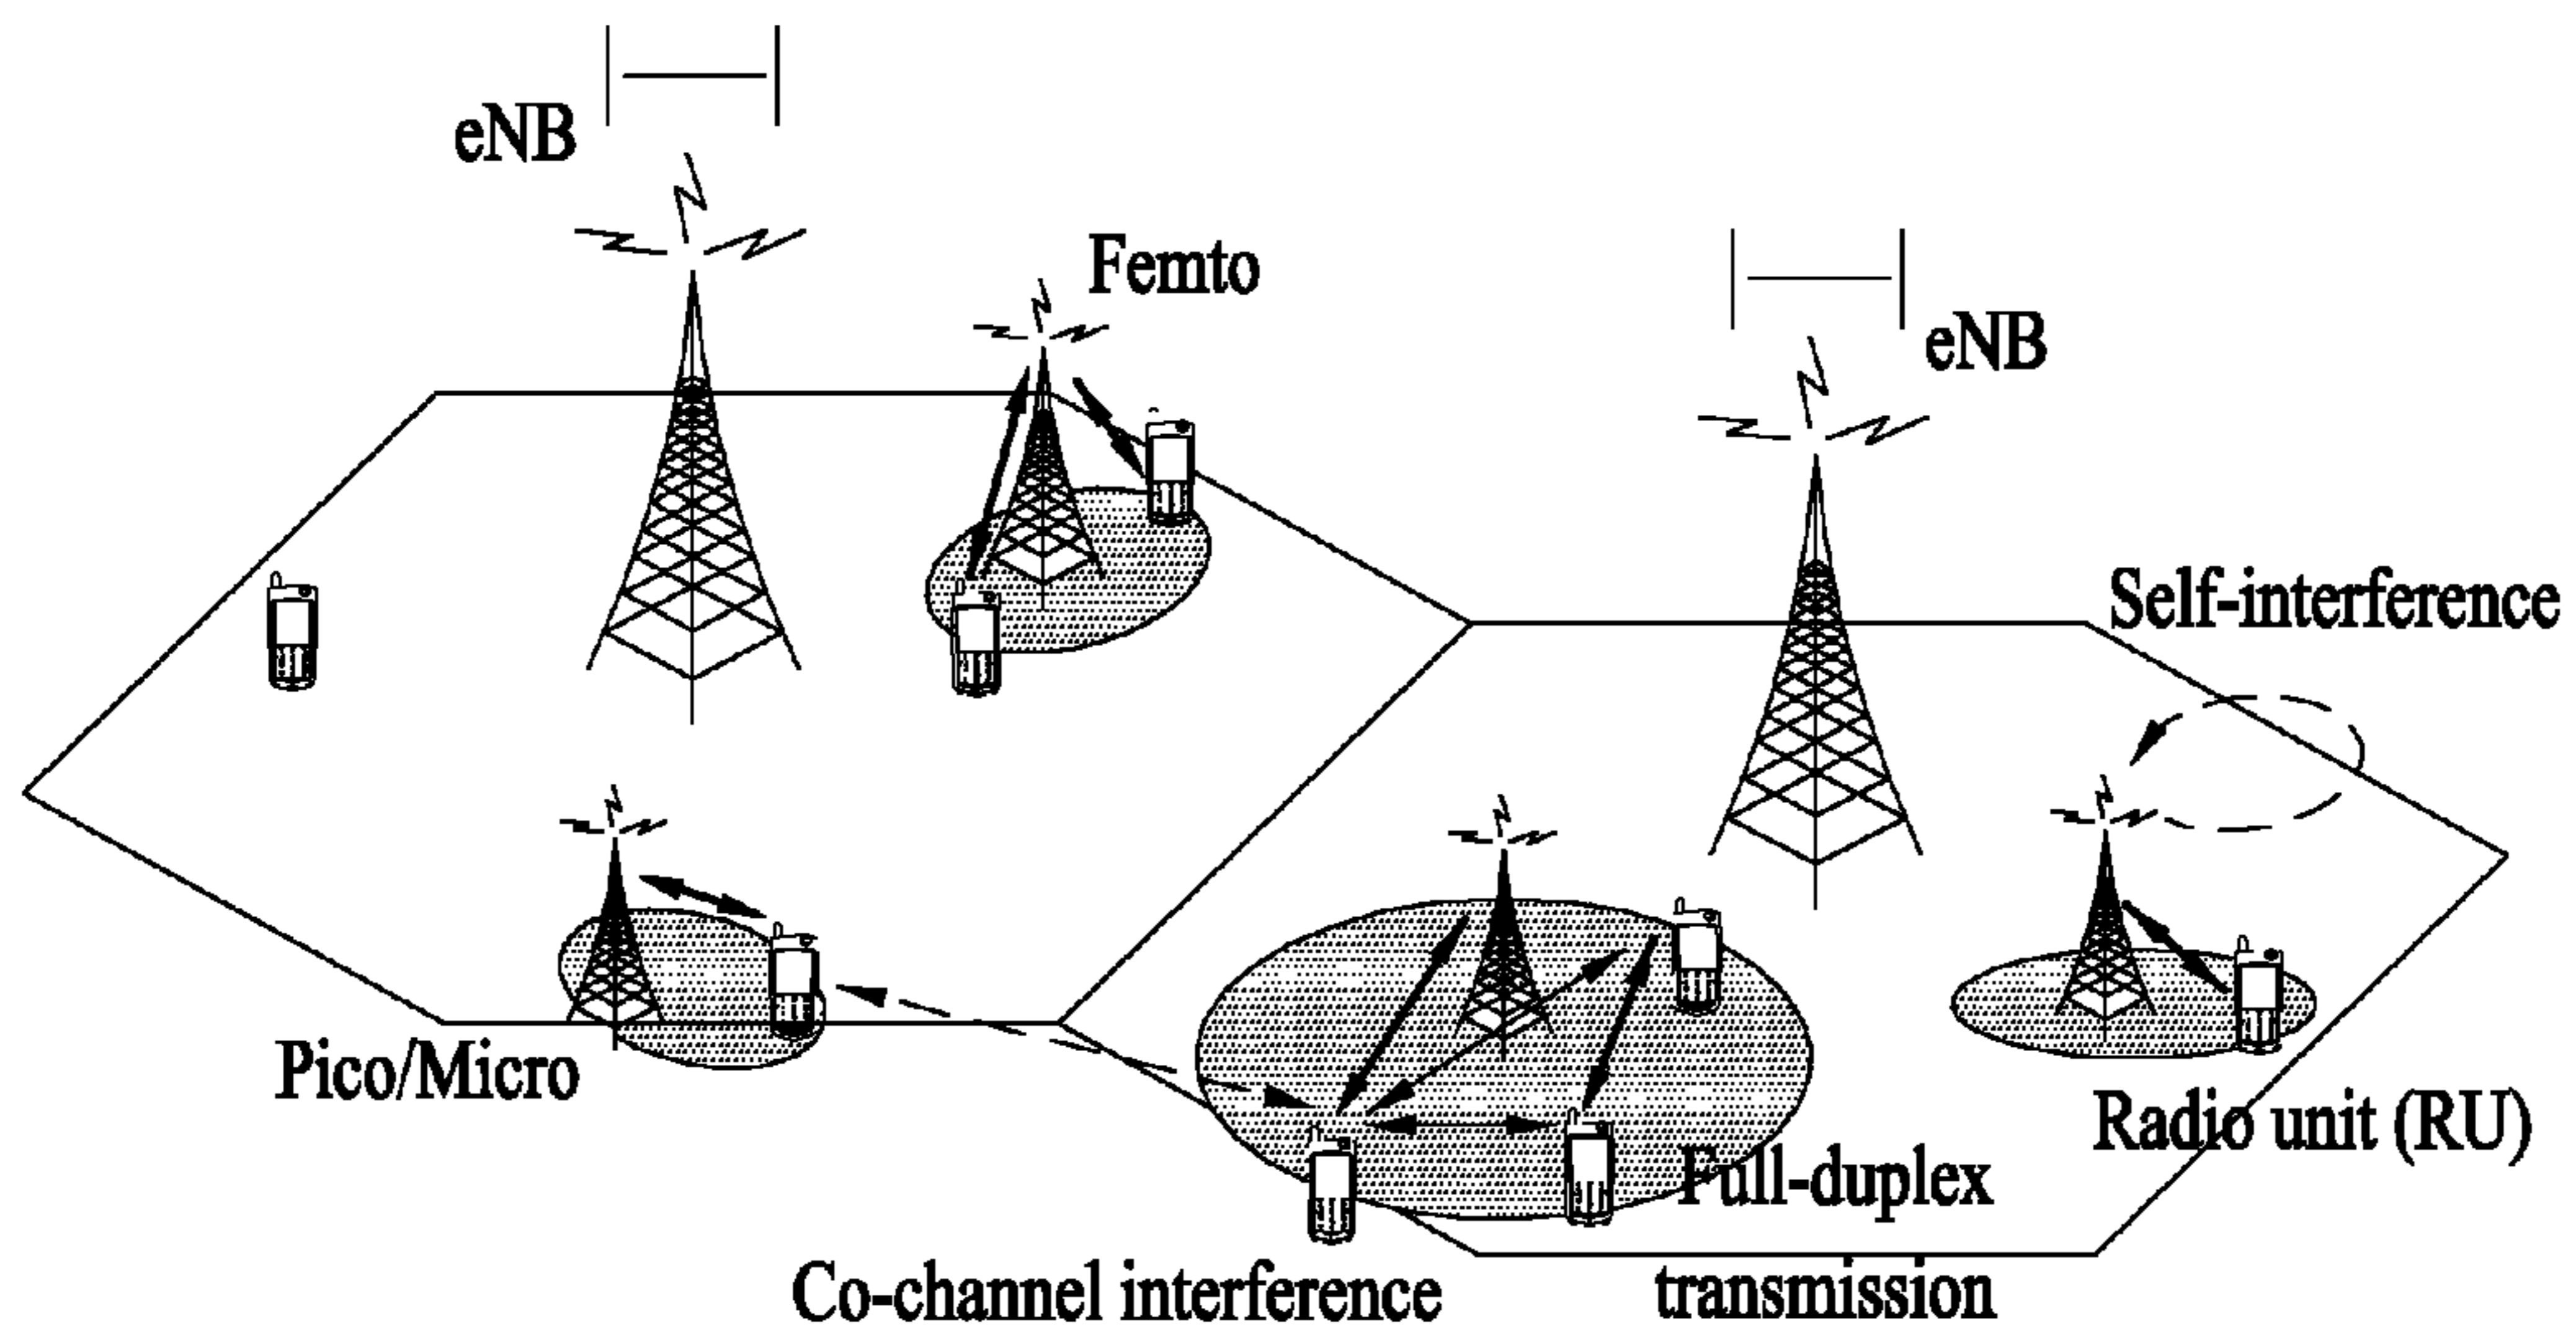 eNB
Femto
eNB
Self-interference
Pico/Micro
Radio unit (RU)
Full-duplex
transmission
Co-channel interference